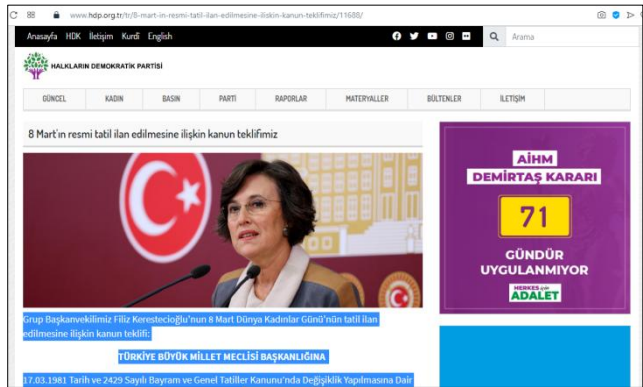 www.hdp.org.tr/tr/8-mart-in-resmi-tatil-ilan-edilmesine-iliskin-kanun-teklifimiz/11688/
Anasayfa HDK İletişim Kurdî English
Arama
HALKLARIN DEMOKRATİK PARTİSİ
GÜNCEL KADIN BASIN PARTİ RAPORLAR MATERYALLER BÜLTENLER İLETİŞİM
8 Mart'ın resmi tatil ilan edilmesine ilişkin kanun teklifimiz
AİHM
DEMİRTAŞ KARARI
71
GÜNDÜR
UYGULANMIYOR
HERKES için
ADALET
Grup Başkanvekilimiz Filiz Kerestecioğlu'nun 8 Mart Dünya Kadınlar Günü'nün tatil ilan
edilmesine ilişkin kanun teklifi:
TÜRKİYE BÜYÜK MİLLET MECLİSİ BAŞKANLIĞINA
17.03.1981 Tarih ve 2429 Sayılı Bayram ve Genel Tatiller Kanunu'nda Değişiklik Yapılmasına Dair